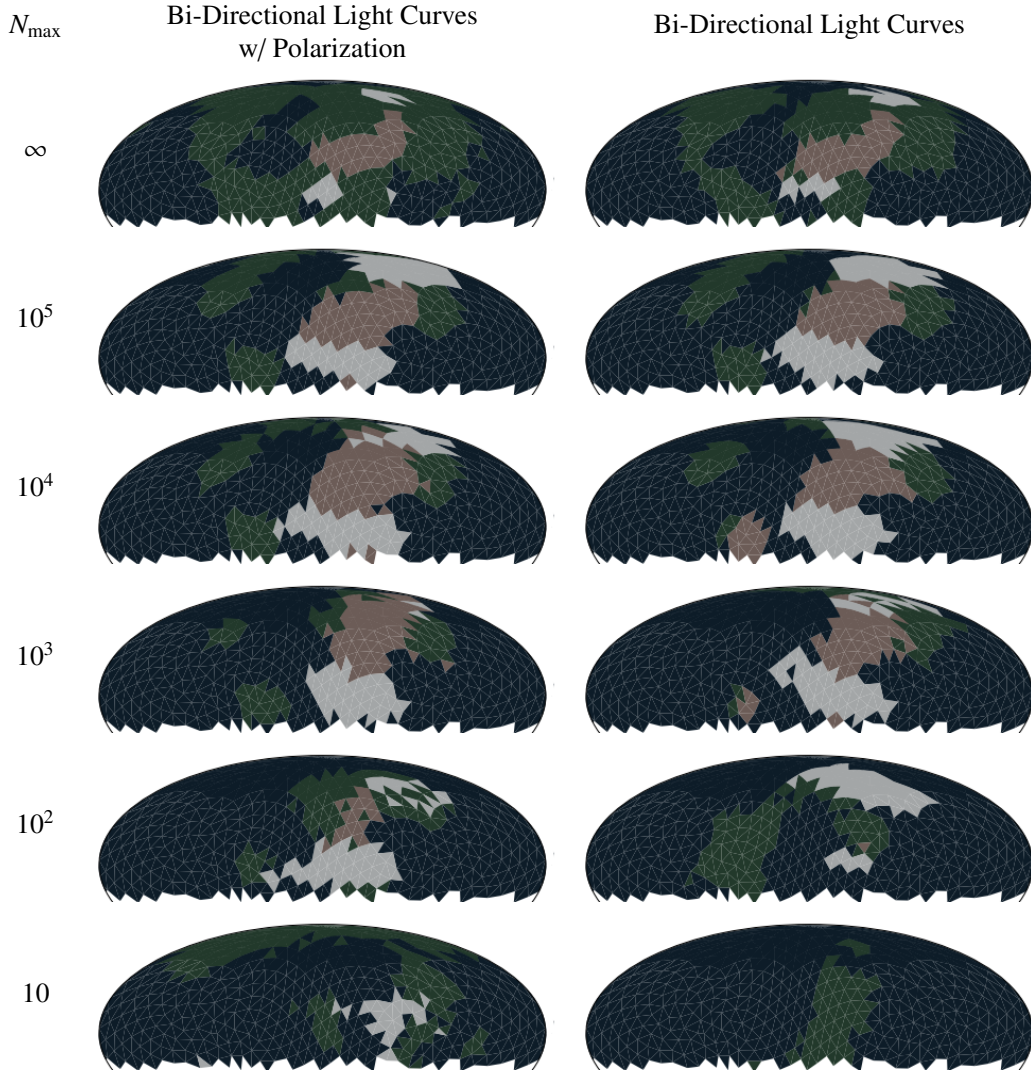 N_max
Bi-Directional Light Curves
w/ Polarization
Bi-Directional Light Curves
∞
10^5
10^4
10^3
10^2
10